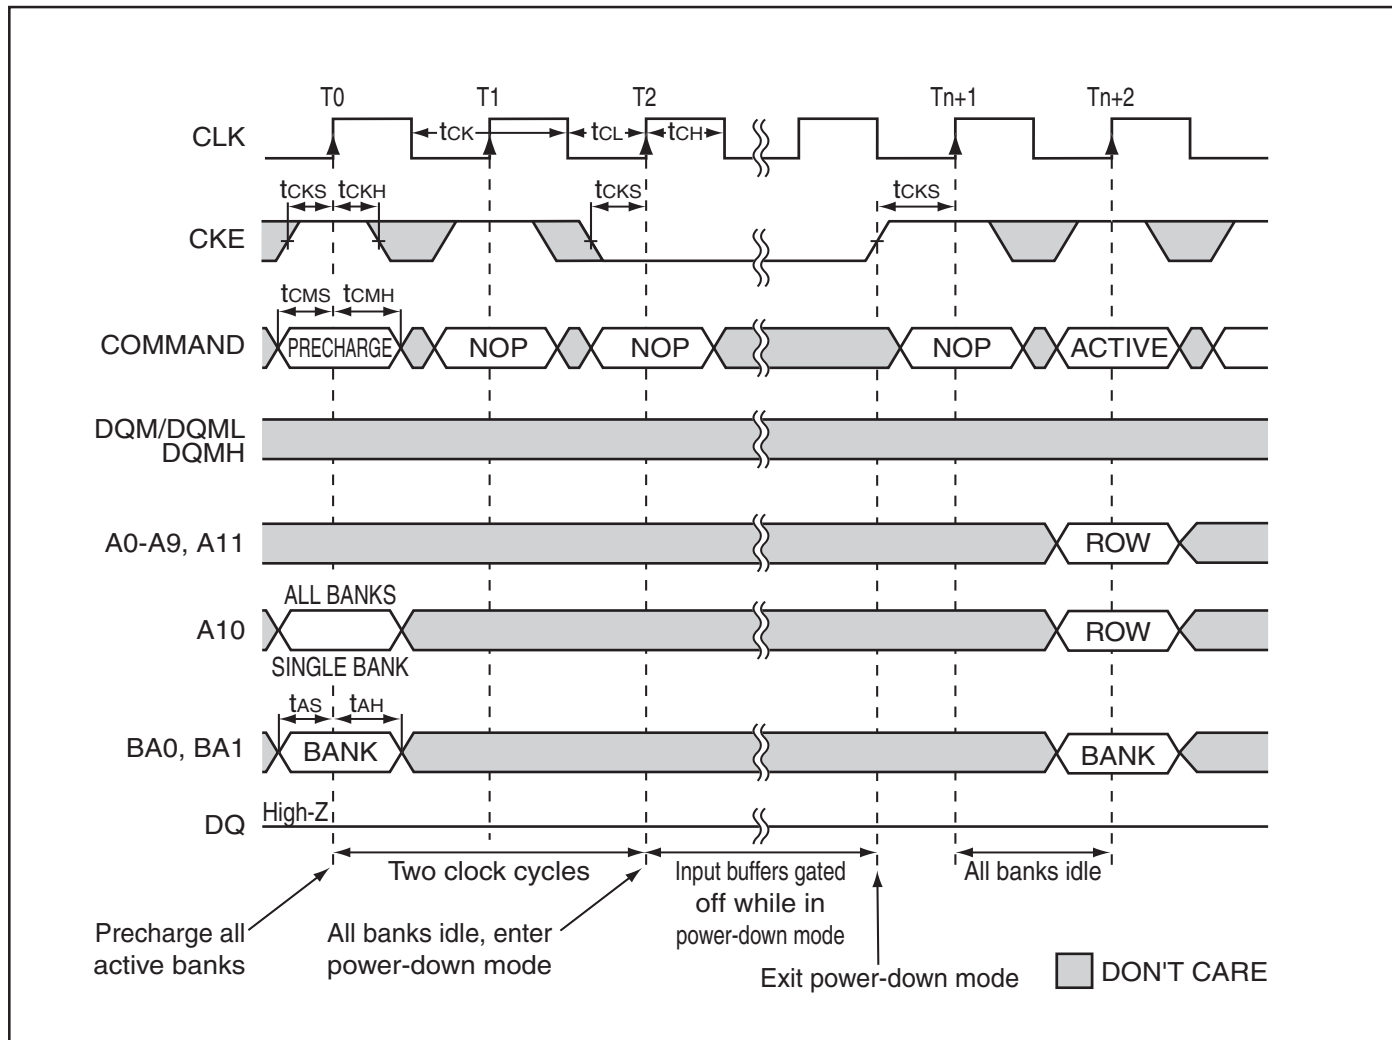 T0 T1 T2 Tn+1 Tn+2
CLK tCK tCL tCH
tCKS tCKH tCKS tCKS
CKE
tCMS tCMH
COMMAND PRECHARGE NOP NOP NOP ACTIVE
DQM/DQML
DQMH
A0-A9, A11 ROW
ALL BANKS
A10 ROW
SINGLE BANK
tAS tAH
BA0, BA1 BANK BANK
High-Z
DQ
Two clock cycles
Input buffers gated
off while in
power-down mode
All banks idle
Precharge all
active banks
All banks idle, enter
power-down mode
Exit power-down mode
DON'T CARE